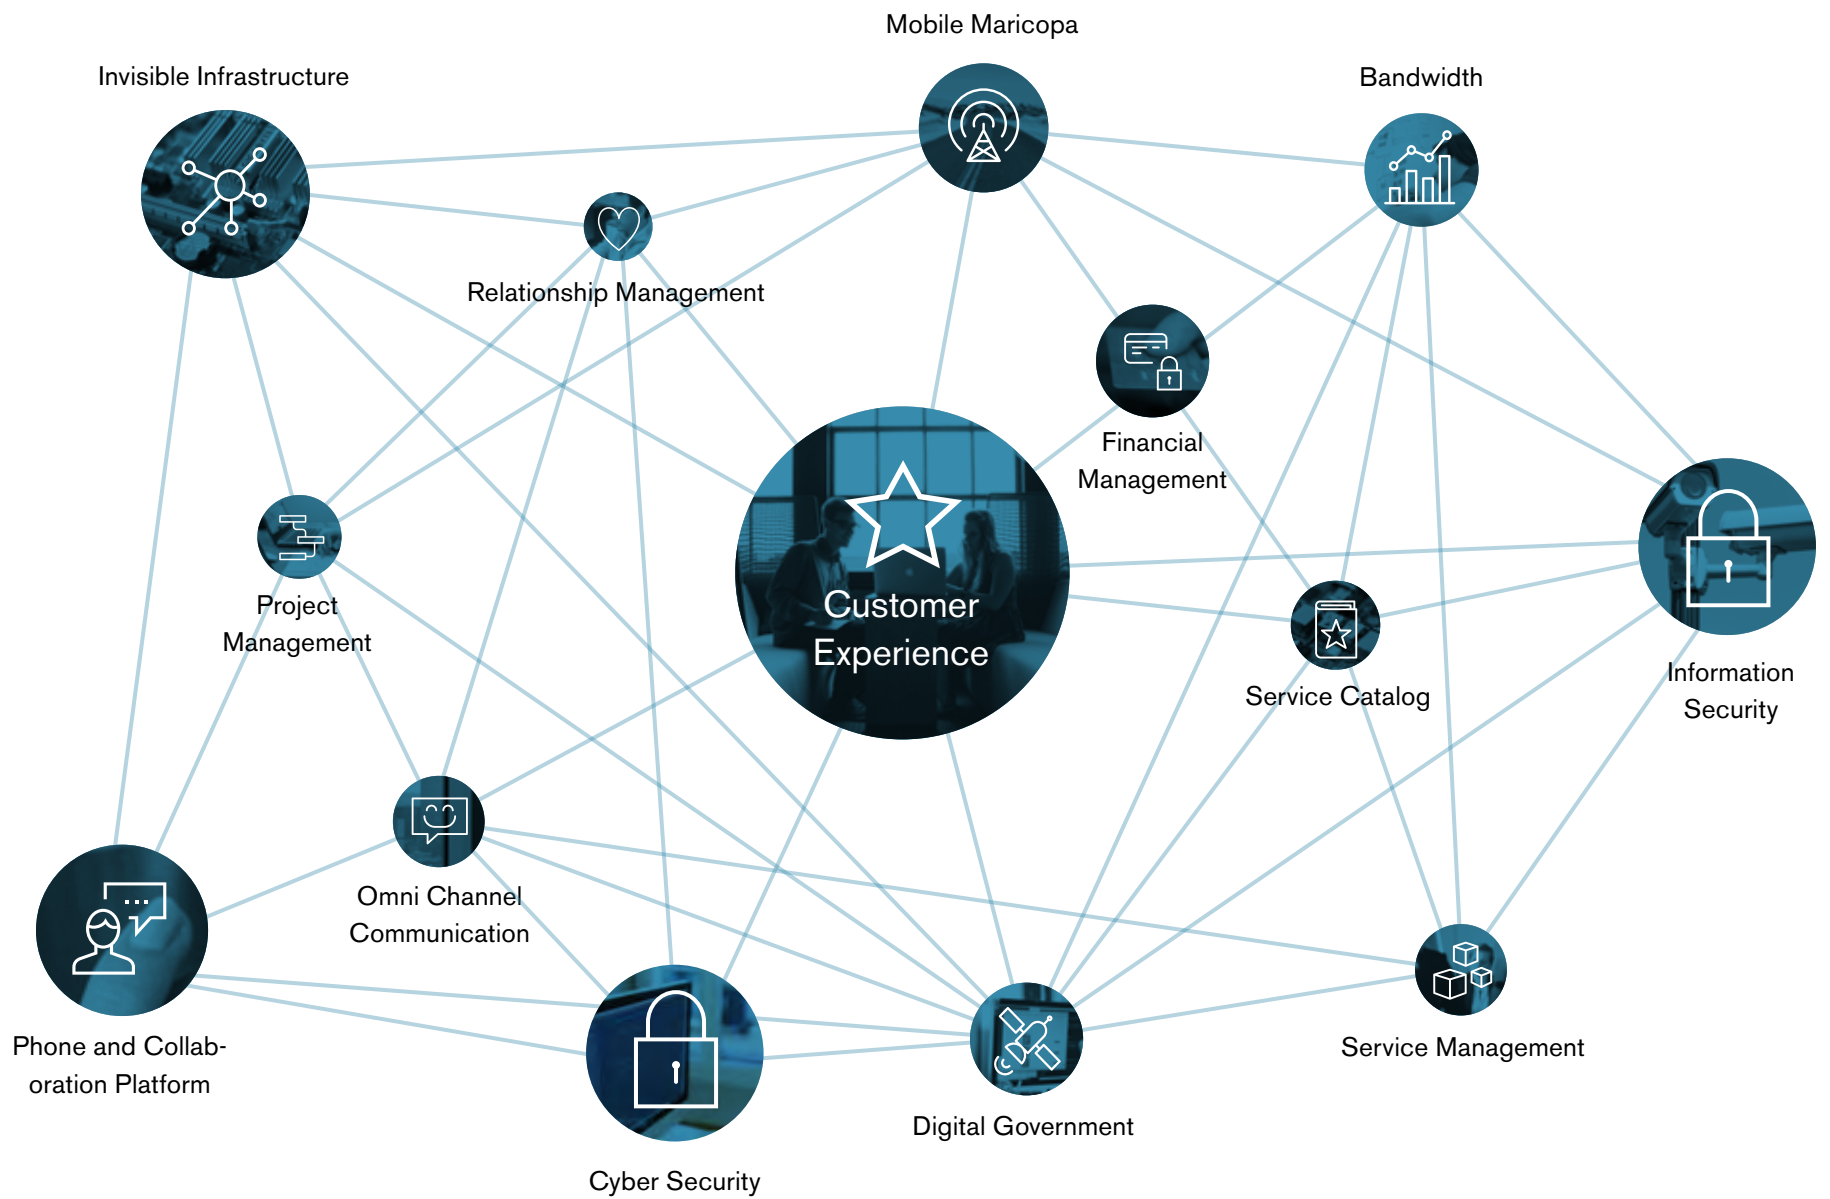 Mobile Maricopa
Invisible Infrastructure
Bandwidth
Relationship Management
Financial
Management
Customer
Experience
Project
Management
Service Catalog
Information
Security
Omni Channel
Communication
Phone and Collab-
oration Platform
Service Management
Digital Government
Cyber Security